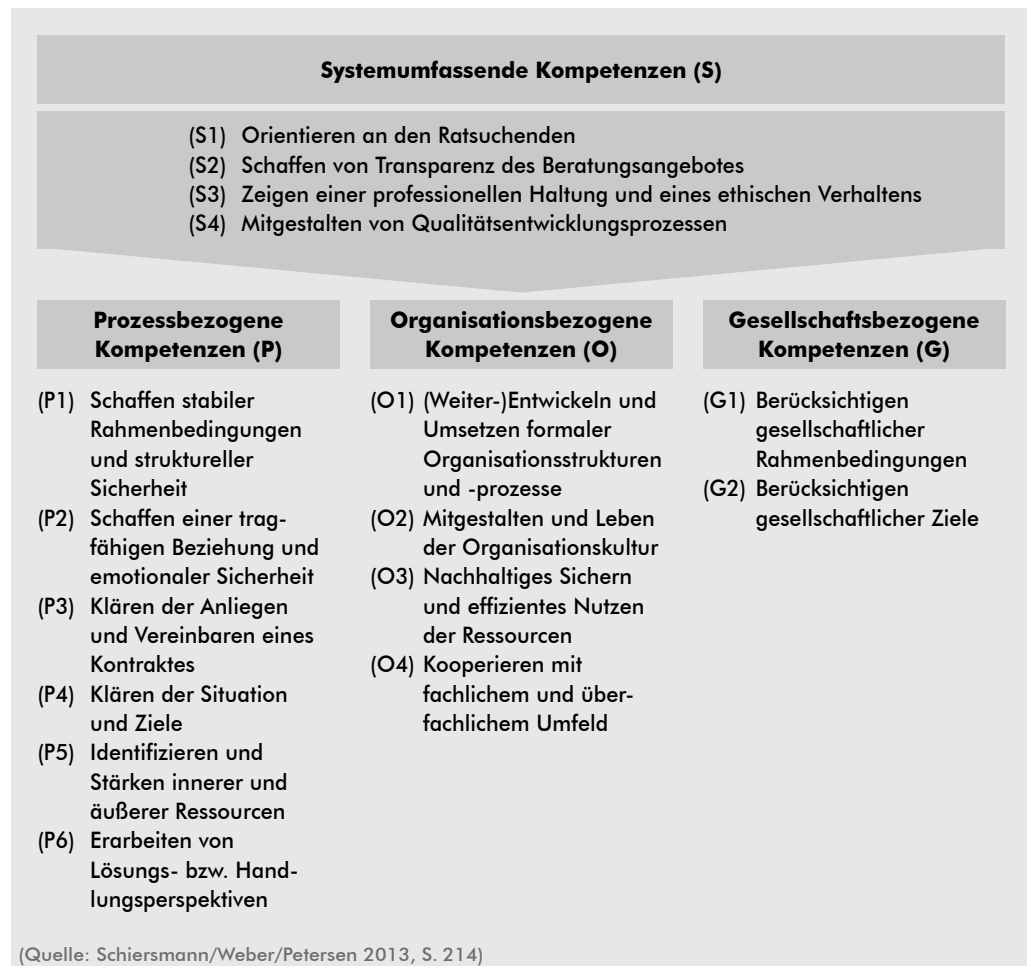 Systemumfassende Kompetenzen (S)
(S1) Orientieren an den Ratsuchenden
(S2) Schaffen von Transparenz des Beratungsangebotes
(S3) Zeigen einer professionellen Haltung und eines ethischen Verhaltens
(S4) Mitgestalten von Qualitätsentwicklungsprozessen
Prozessbezogene
Kompetenzen (P)
(P1) Schaffen stabiler
Rahmenbedingungen
und struktureller
Sicherheit
(P2) Schaffen einer trag-
fähigen Beziehung und
emotionaler Sicherheit
(P3) Klären der Anliegen
und Vereinbaren eines
Kontraktes
(P4) Klären der Situation
und Ziele
(P5) Identifizieren und
Stärken innerer und
äußerer Ressourcen
(P6) Erarbeiten von
Lösungs- bzw. Hand-
lungsperspektiven
Organisationsbezogene
Kompetenzen (O)
(O1) (Weiter-)Entwickeln und
Umsetzen formaler
Organisationsstrukturen
und -prozesse
(O2) Mitgestalten und Leben
der Organisationskultur
(O3) Nachhaltiges Sichern
und effizientes Nutzen
der Ressourcen
(O4) Kooperieren mit
fachlichem und über-
fachlichem Umfeld
Gesellschaftsbezogene
Kompetenzen (G)
(G1) Berücksichtigen
gesellschaftlicher
Rahmenbedingungen
(G2) Berücksichtigen
gesellschaftlicher Ziele
(Quelle: Schiersmann/Weber/Petersen 2013, S. 214)